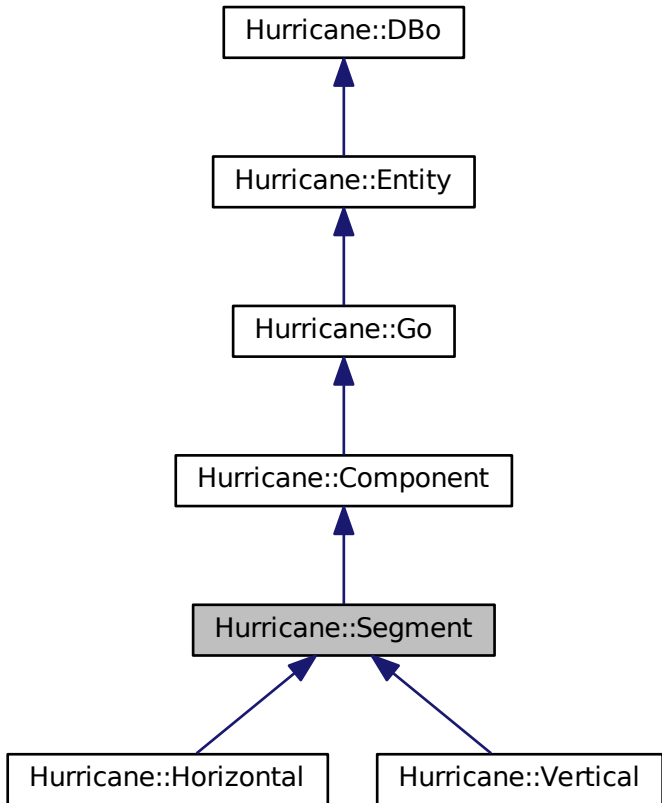 Hurricane::DBo
Hurricane::Entity
Hurricane::Go
Hurricane::Component
Hurricane::Segment
Hurricane::Horizontal
Hurricane::Vertical